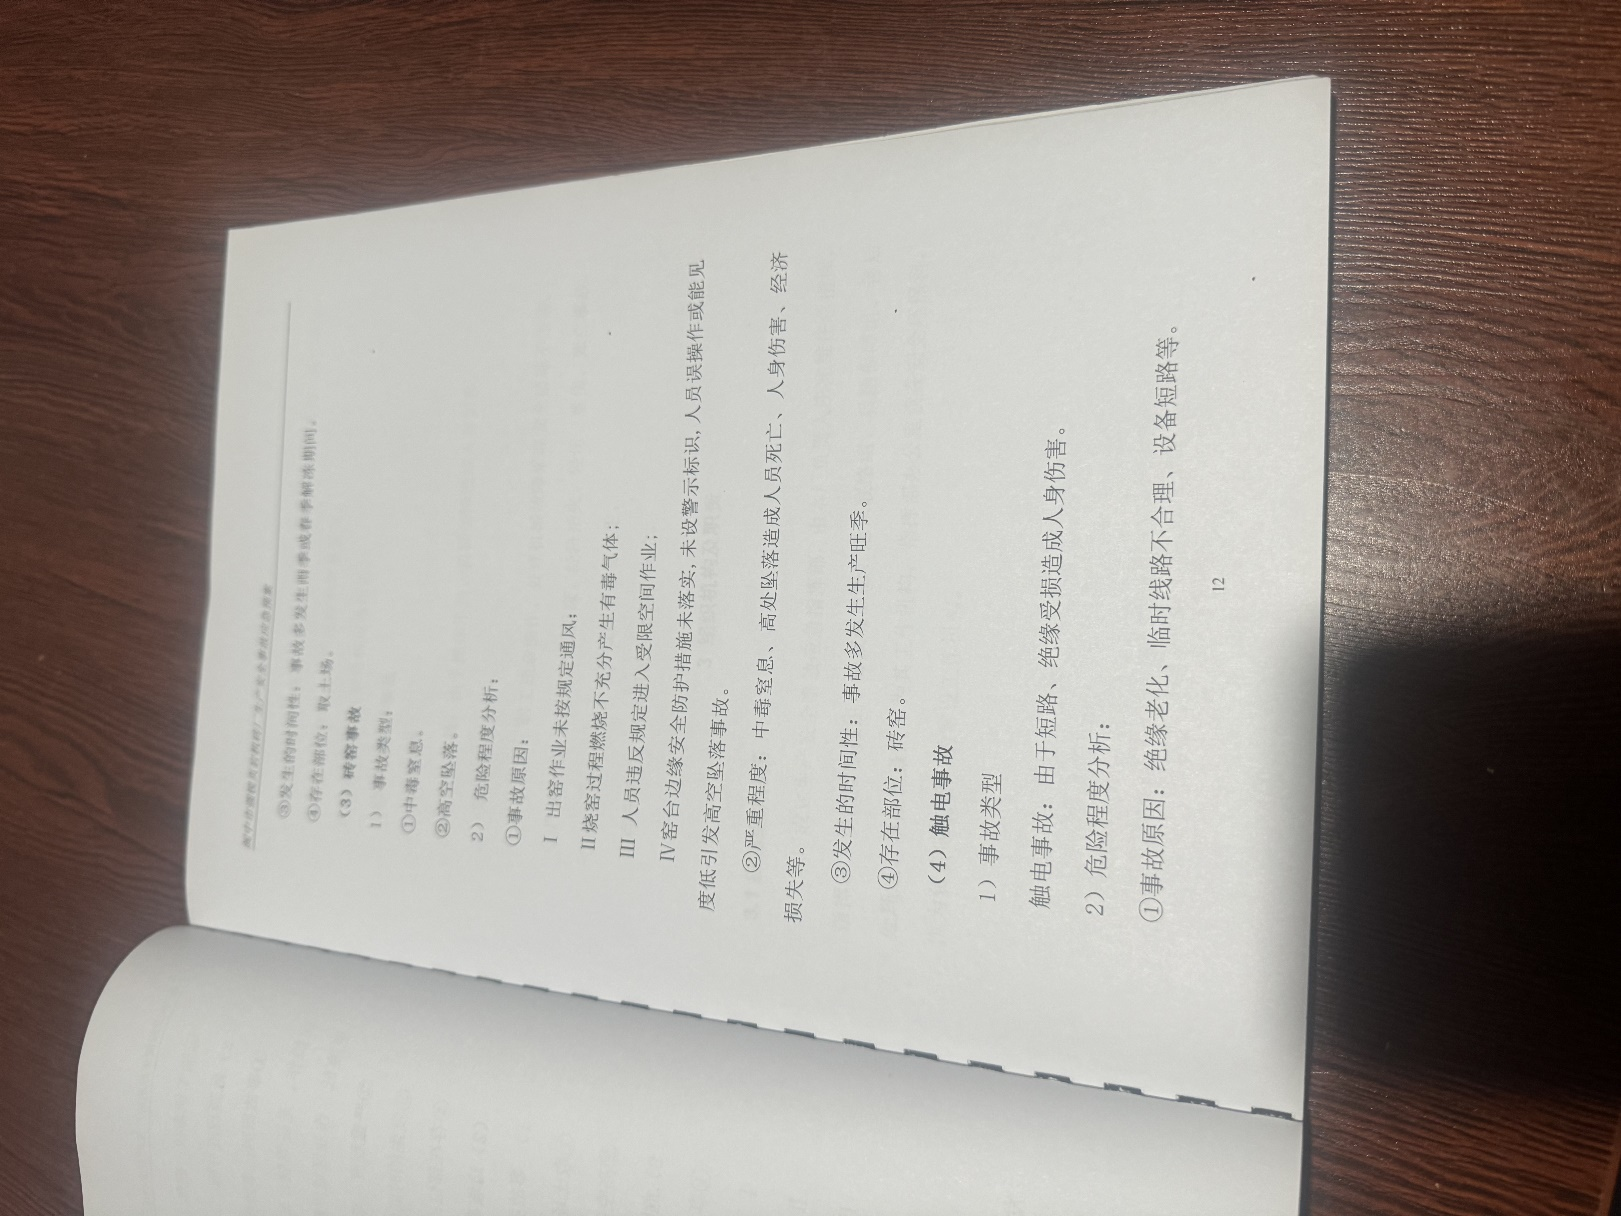 ③发生的时间性：事故多发生雨季或春季解冻期间。
④存在部位：取土场。
（3）砖窑事故
1） 事故类型：
①中毒窒息。
②高空坠落。
2） 危险程度分析：
①事故原因：
I 出窑作业未按规定通风；
II烧窑过程燃烧不充分产生有毒气体；
III 人员违反规定进入受限空间作业；
IV窑台边缘安全防护措施未落实,未设警示标识,人员误操作或能见
度低引发高空坠落事故。
②严重程度：中毒窒息、高处坠落造成人员死亡、人身伤害、经济
损失等。
③发生的时间性：事故多发生生产旺季。
④存在部位：砖窑。
（4）触电事故
1）事故类型
触电事故：由于短路、绝缘受损造成人身伤害。
2）危险程度分析：
①事故原因：绝缘老化、临时线路不合理、设备短路等。
12